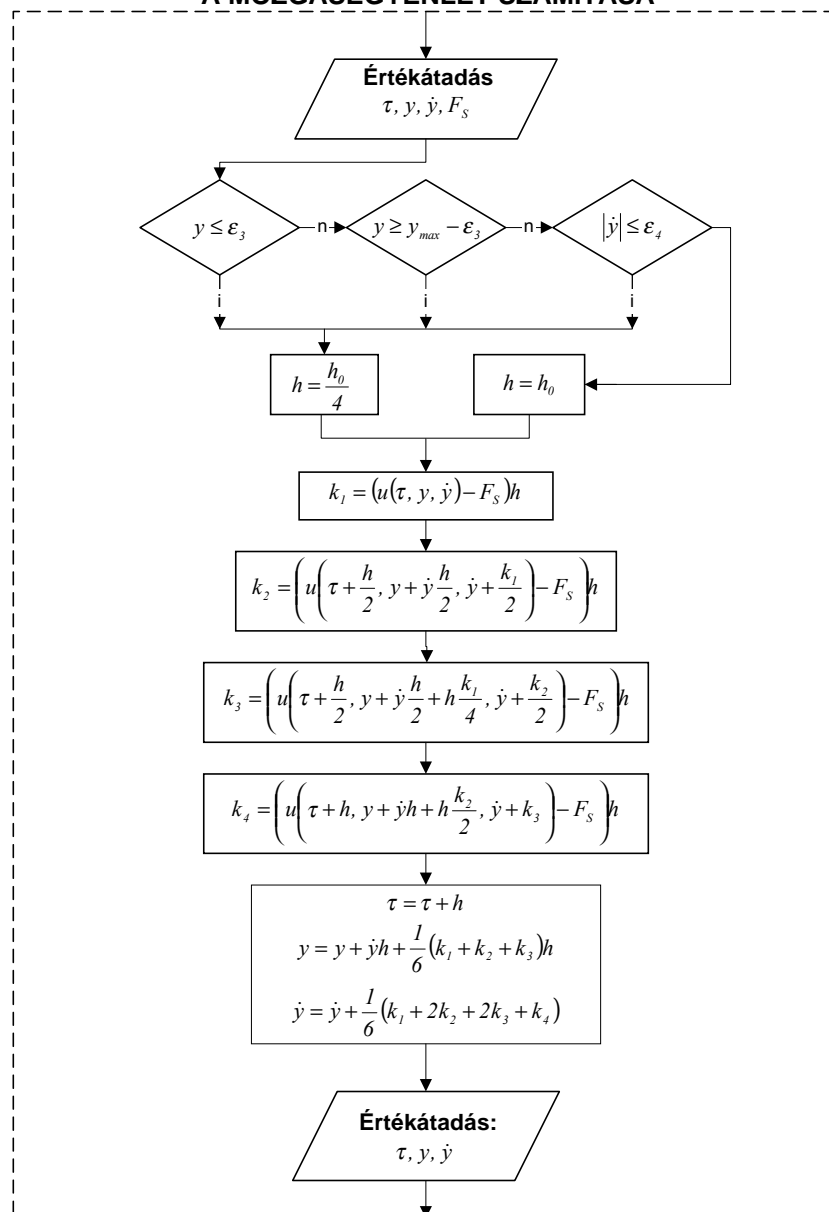 A MOZGÁSEGYENLET SZÁMÍTÁSA
Értékátadás
τ, y, ẏ, F_S
y ≤ ε_3
n
y ≥ y_max − ε_3
n
|ẏ| ≤ ε_4
i
i
i
h = h_0/4
h = h_0
k_1 = (u(τ, y, ẏ) − F_S)h
k_2 = (u(τ + h/2, y + ẏ h/2, ẏ + k_1/2) − F_S)h
k_3 = (u(τ + h/2, y + ẏ h/2 + h k_1/4, ẏ + k_2/2) − F_S)h
k_4 = (u(τ + h, y + ẏh + h k_2/2, ẏ + k_3) − F_S)h
τ = τ + h
y = y + ẏh + 1/6(k_1 + k_2 + k_3)h
ẏ = ẏ + 1/6(k_1 + 2k_2 + 2k_3 + k_4)
Értékátadás:
τ, y, ẏ